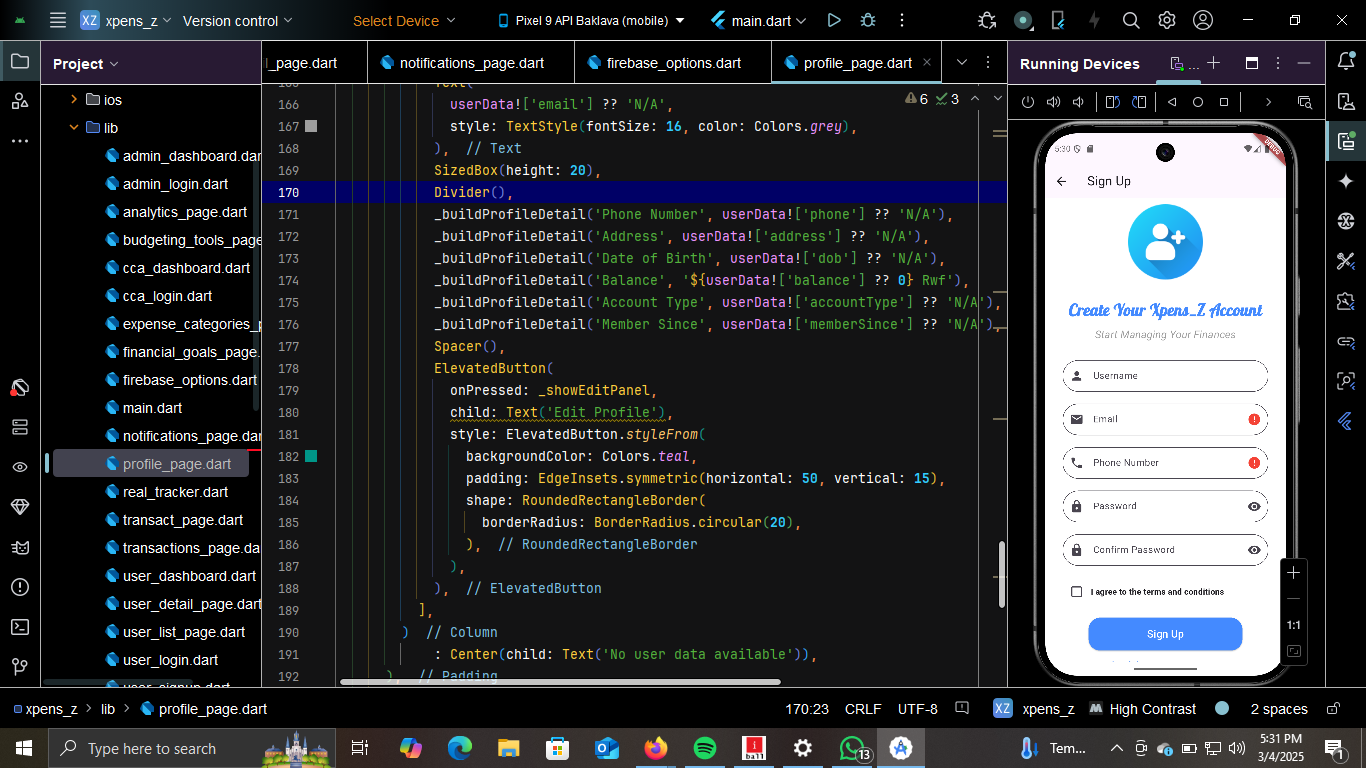 XZ xpens_z Version control Select Device Pixel 9 API Baklava (mobile) main.dart
Project
l_page.dart notifications_page.dart firebase_options.dart profile_page.dart
Running Devices
ios
lib
admin_dashboard.dar
admin_login.dart
analytics_page.dart
budgeting_tools_page
cca_dashboard.dart
cca_login.dart
expense_categories_p
financial_goals_page.
firebase_options.dart
main.dart
notifications_page.dar
profile_page.dart
real_tracker.dart
transact_page.dart
transactions_page.da
user_dashboard.dart
user_detail_page.dart
user_list_page.dart
user_login.dart
user_signup.dart
6 3
165 Text(
166 userData!['email'] ?? 'N/A',
167 style: TextStyle(fontSize: 16, color: Colors.grey),
168 ), // Text
169 SizedBox(height: 20),
170 Divider(),
171 _buildProfileDetail('Phone Number', userData!['phone'] ?? 'N/A'),
172 _buildProfileDetail('Address', userData!['address'] ?? 'N/A'),
173 _buildProfileDetail('Date of Birth', userData!['dob'] ?? 'N/A'),
174 _buildProfileDetail('Balance', '${userData!['balance'] ?? 0} Rwf'),
175 _buildProfileDetail('Account Type', userData!['accountType'] ?? 'N/A'),
176 _buildProfileDetail('Member Since', userData!['memberSince'] ?? 'N/A'),
177 Spacer(),
178 ElevatedButton(
179 onPressed: _showEditPanel,
180 child: Text('Edit Profile'),
181 style: ElevatedButton.styleFrom(
182 backgroundColor: Colors.teal,
183 padding: EdgeInsets.symmetric(horizontal: 50, vertical: 15),
184 shape: RoundedRectangleBorder(
185 borderRadius: BorderRadius.circular(20),
186 ), // RoundedRectangleBorder
187 ),
188 ), // ElevatedButton
189 ],
190 ) // Column
191 : Center(child: Text('No user data available')),
192 ), // Padding
5:30
DEBUG
Sign Up
Create Your Xpens_Z Account
Start Managing Your Finances
Username
Email
Phone Number
Password
Confirm Password
I agree to the terms and conditions
Sign Up
1:1
xpens_z > lib > profile_page.dart
170:23 CRLF UTF-8 XZ xpens_z High Contrast 2 spaces
Type here to search
i
ball
13
Tem...
5:31 PM
3/4/2025
1